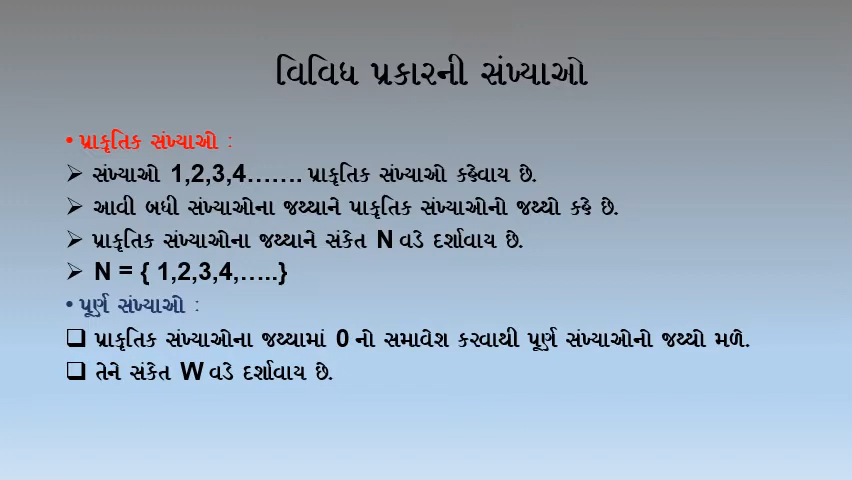 વિવિધ પ્રકારની સંખ્યાઓ
• પ્રાકૃતિક સંખ્યાઓ :
➢ સંખ્યાઓ 1,2,3,4……. પ્રાકૃતિક સંખ્યાઓ કહેવાય છે.
➢ આવી બધી સંખ્યાઓના જથ્થાને પાકૃતિક સંખ્યાઓનો જથ્થો કહે છે.
➢ પ્રાકૃતિક સંખ્યાઓના જથ્થાને સંકેત N વડે દર્શાવાય છે.
➢ N = { 1,2,3,4,…..}
• પૂર્ણ સંખ્યાઓ :
❑ પ્રાકૃતિક સંખ્યાઓના જથ્થામાં 0 નો સમાવેશ કરવાથી પૂર્ણ સંખ્યાઓનો જથ્થો મળે.
❑ તેને સંકેત W વડે દર્શાવાય છે.